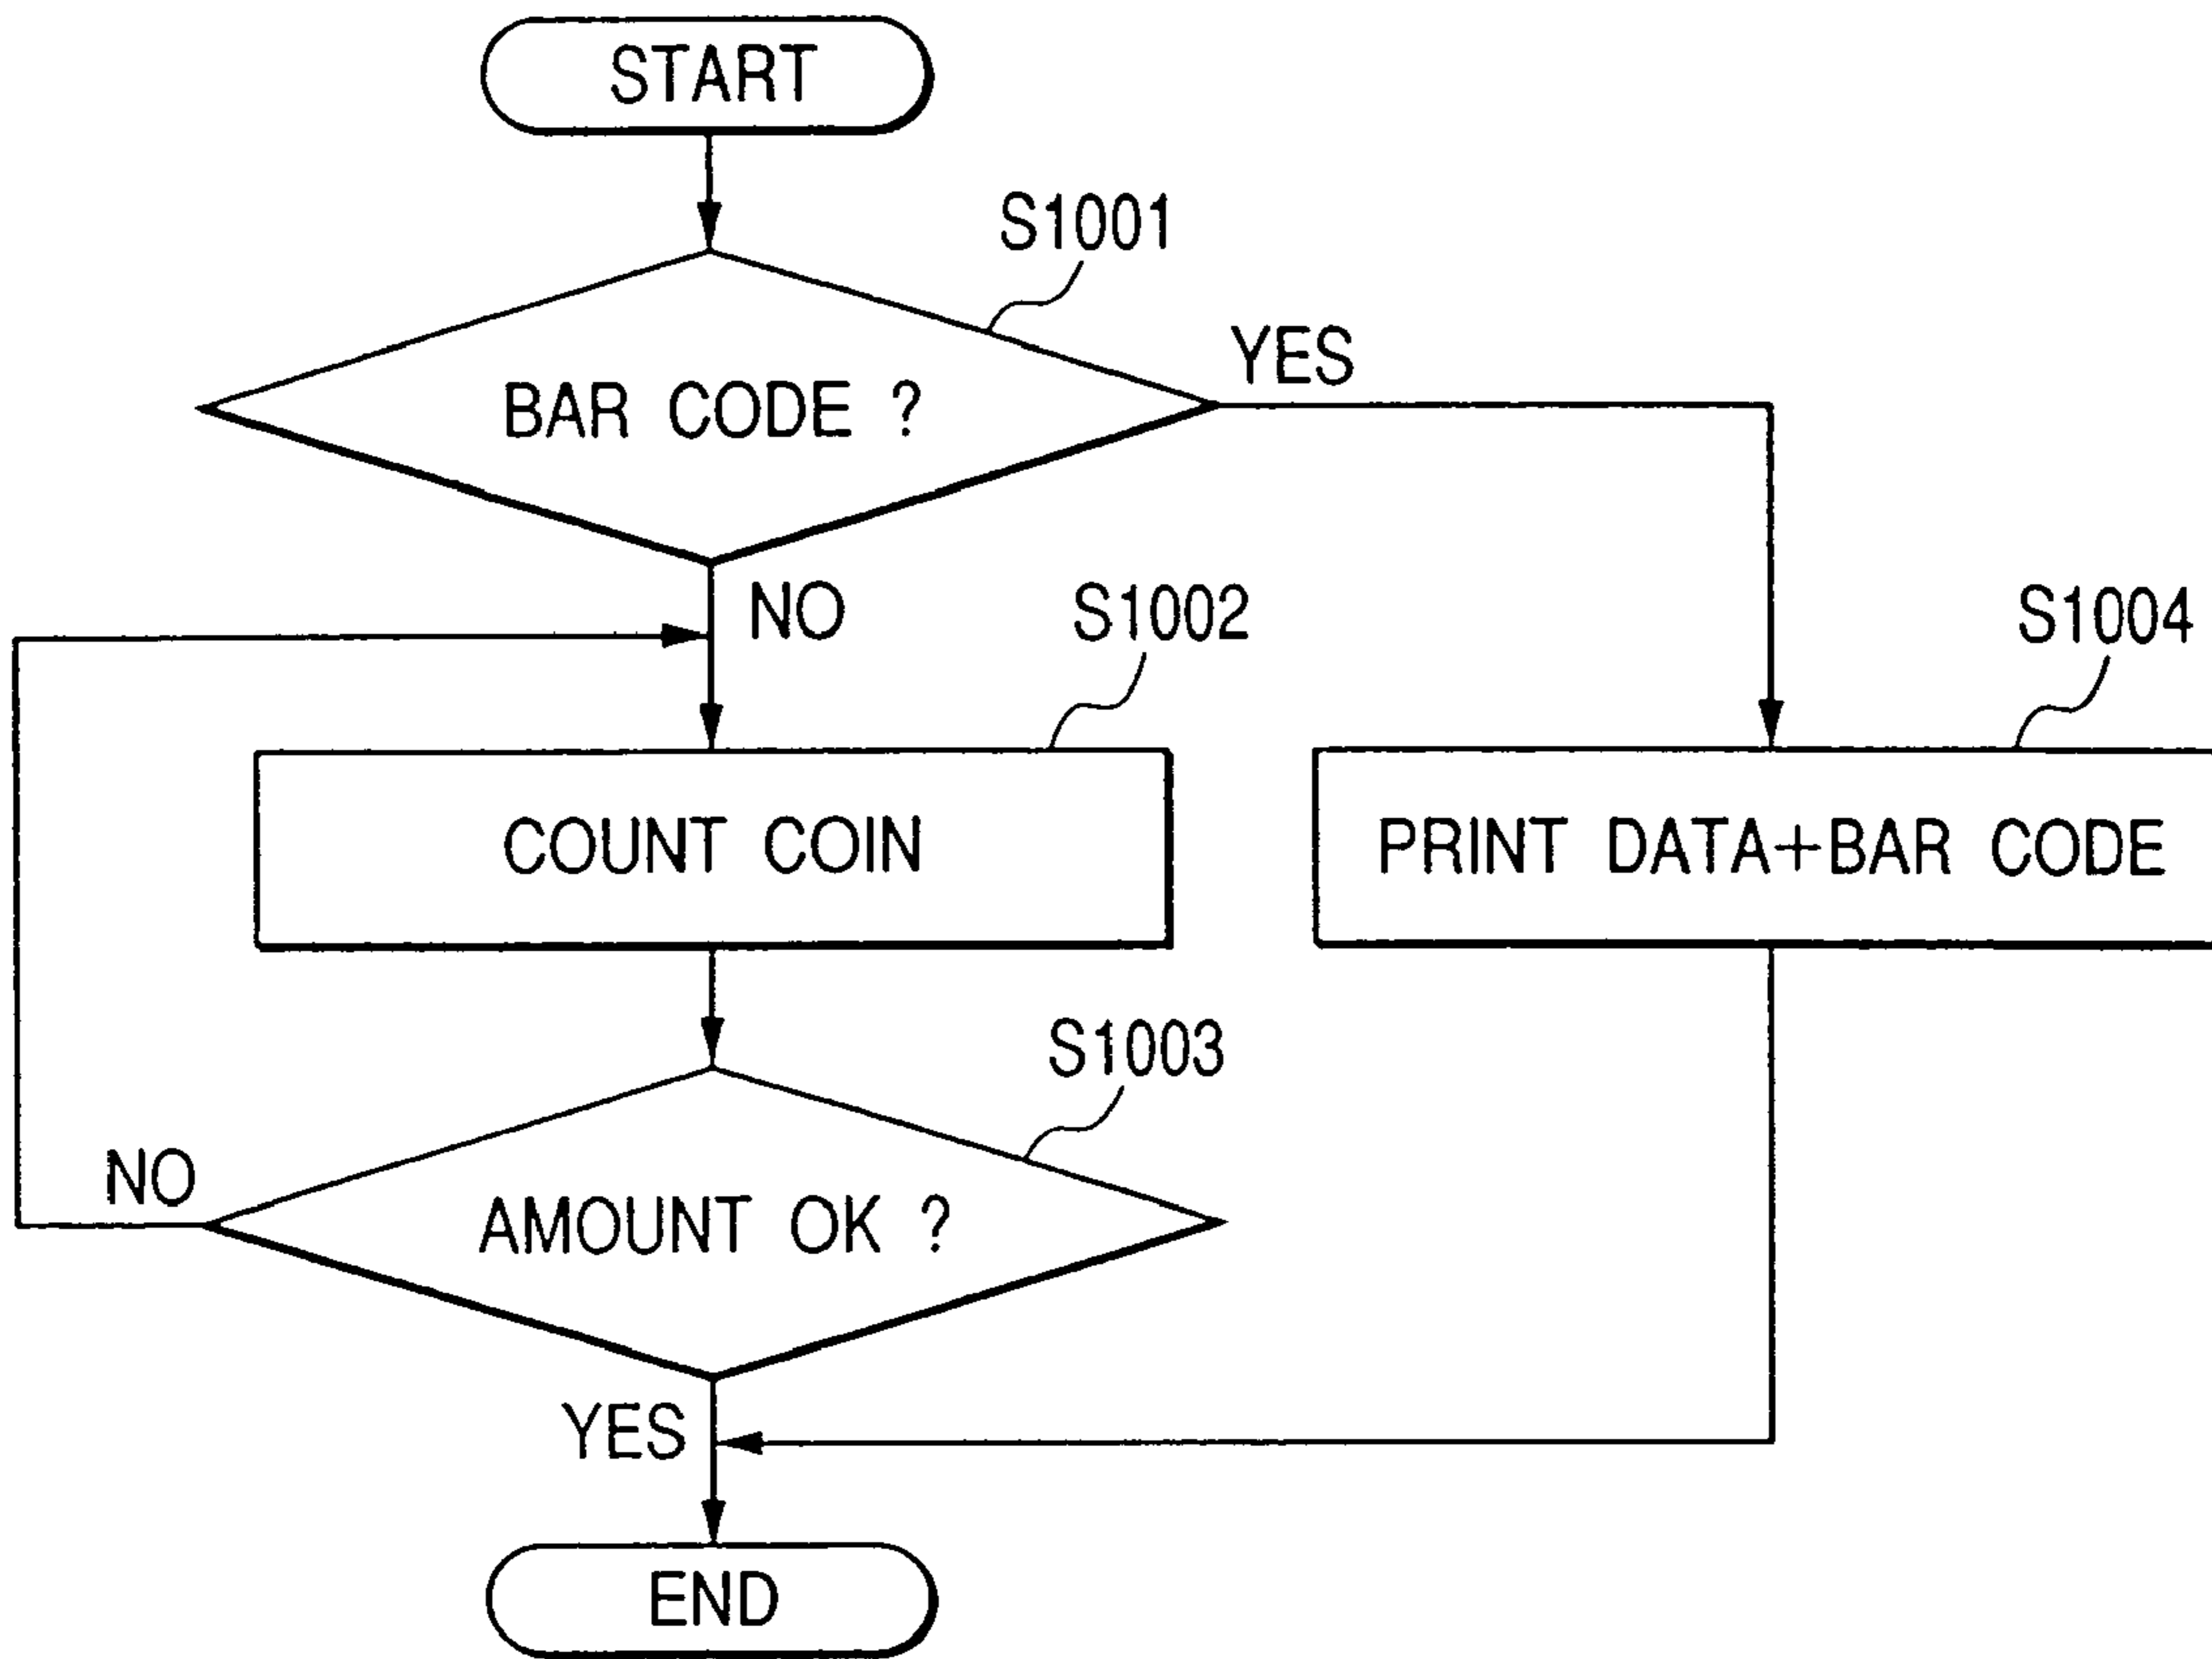 START
S1001
BAR CODE ?
YES
NO
S1002
S1004
COUNT COIN
PRINT DATA+BAR CODE
S1003
NO
AMOUNT OK ?
YES
END